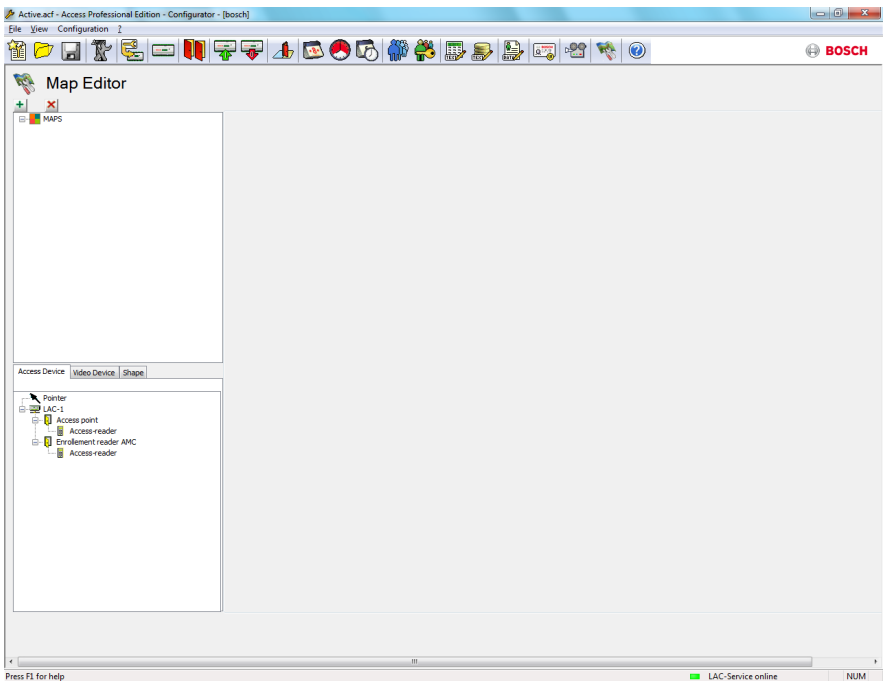 Active.acf - Access Professional Edition - Configurator - [bosch]
File View Configuration ?
BOSCH
Map Editor
MAPS
Access Device Video Device Shape
Pointer
LAC-1
Access point
Access-reader
Enrollement reader AMC
Access-reader
Press F1 for help LAC-Service online NUM